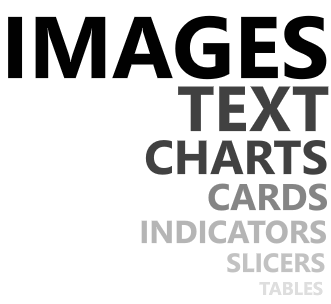 IMAGES
TEXT
CHARTS
CARDS
INDICATORS
SLICERS
TABLES